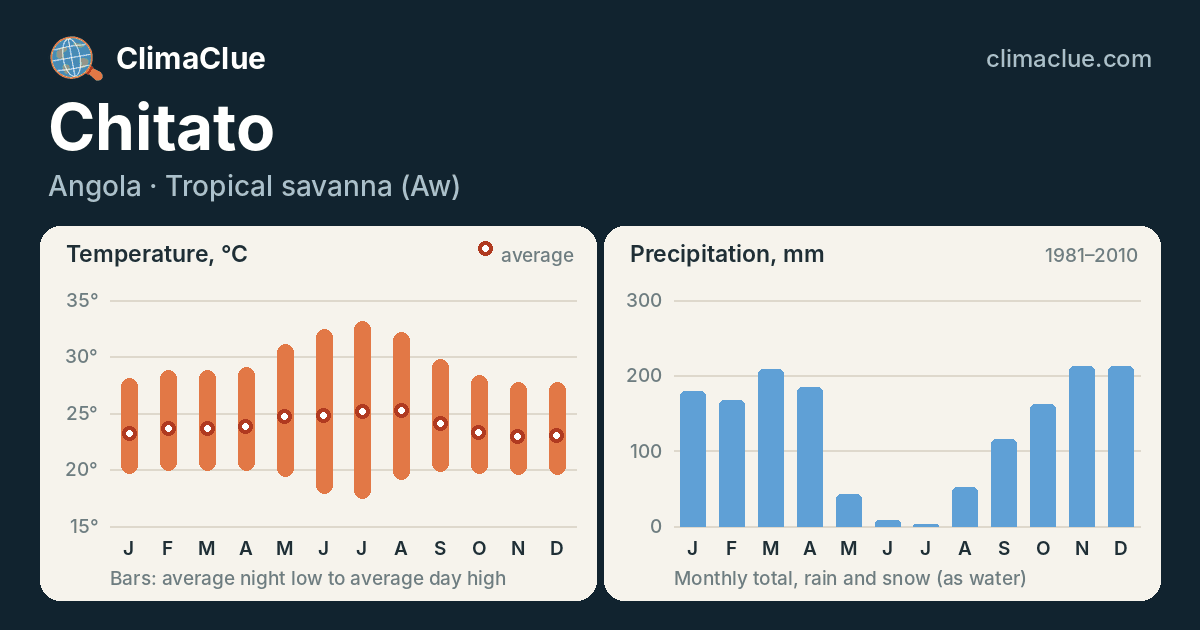 ClimaClue
climaclue.com
Chitato
Angola · Tropical savanna (Aw)
Temperature, °C
average
35°
30°
25°
20°
15°
J F M A M J J A S O N D
Bars: average night low to average day high
Precipitation, mm
1981–2010
300
200
100
0
J F M A M J J A S O N D
Monthly total, rain and snow (as water)